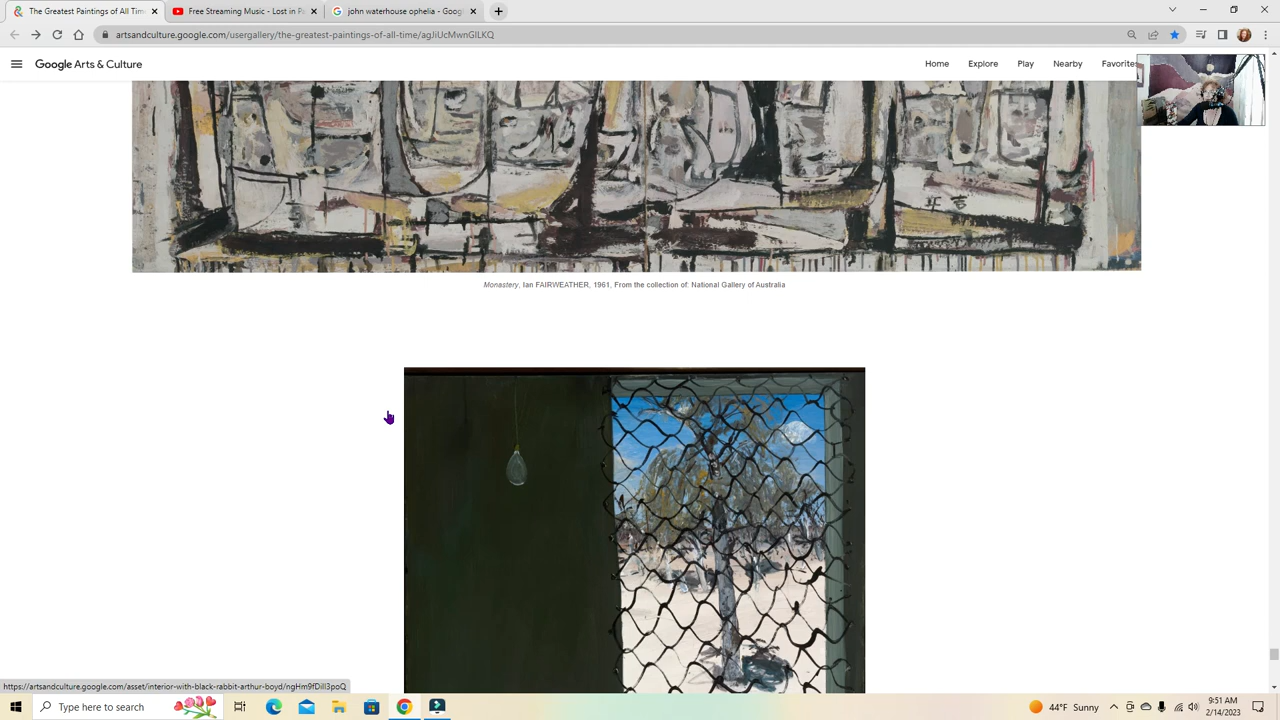 The Greatest Paintings of All Tim
Free Streaming Music - Lost in P
john waterhouse ophelia - Goog
artsandculture.google.com/usergallery/the-greatest-paintings-of-all-time/agJiUcMwnGILKQ
Google Arts & Culture
Home
Explore
Play
Nearby
Favorites
Monastery, Ian FAIRWEATHER, 1961, From the collection of: National Gallery of Australia
https://artsandculture.google.com/asset/interior-with-black-rabbit-arthur-boyd/ngHm9fDill3poQ
Type here to search
44°F Sunny
9:51 AM
2/14/2023